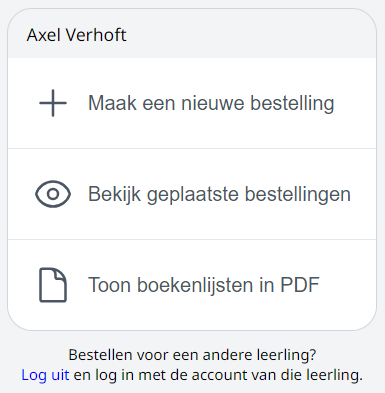 Axel Verhoft
Maak een nieuwe bestelling
Bekijk geplaatste bestellingen
Toon boekenlijsten in PDF
Bestellen voor een andere leerling?
Log uit en log in met de account van die leerling.